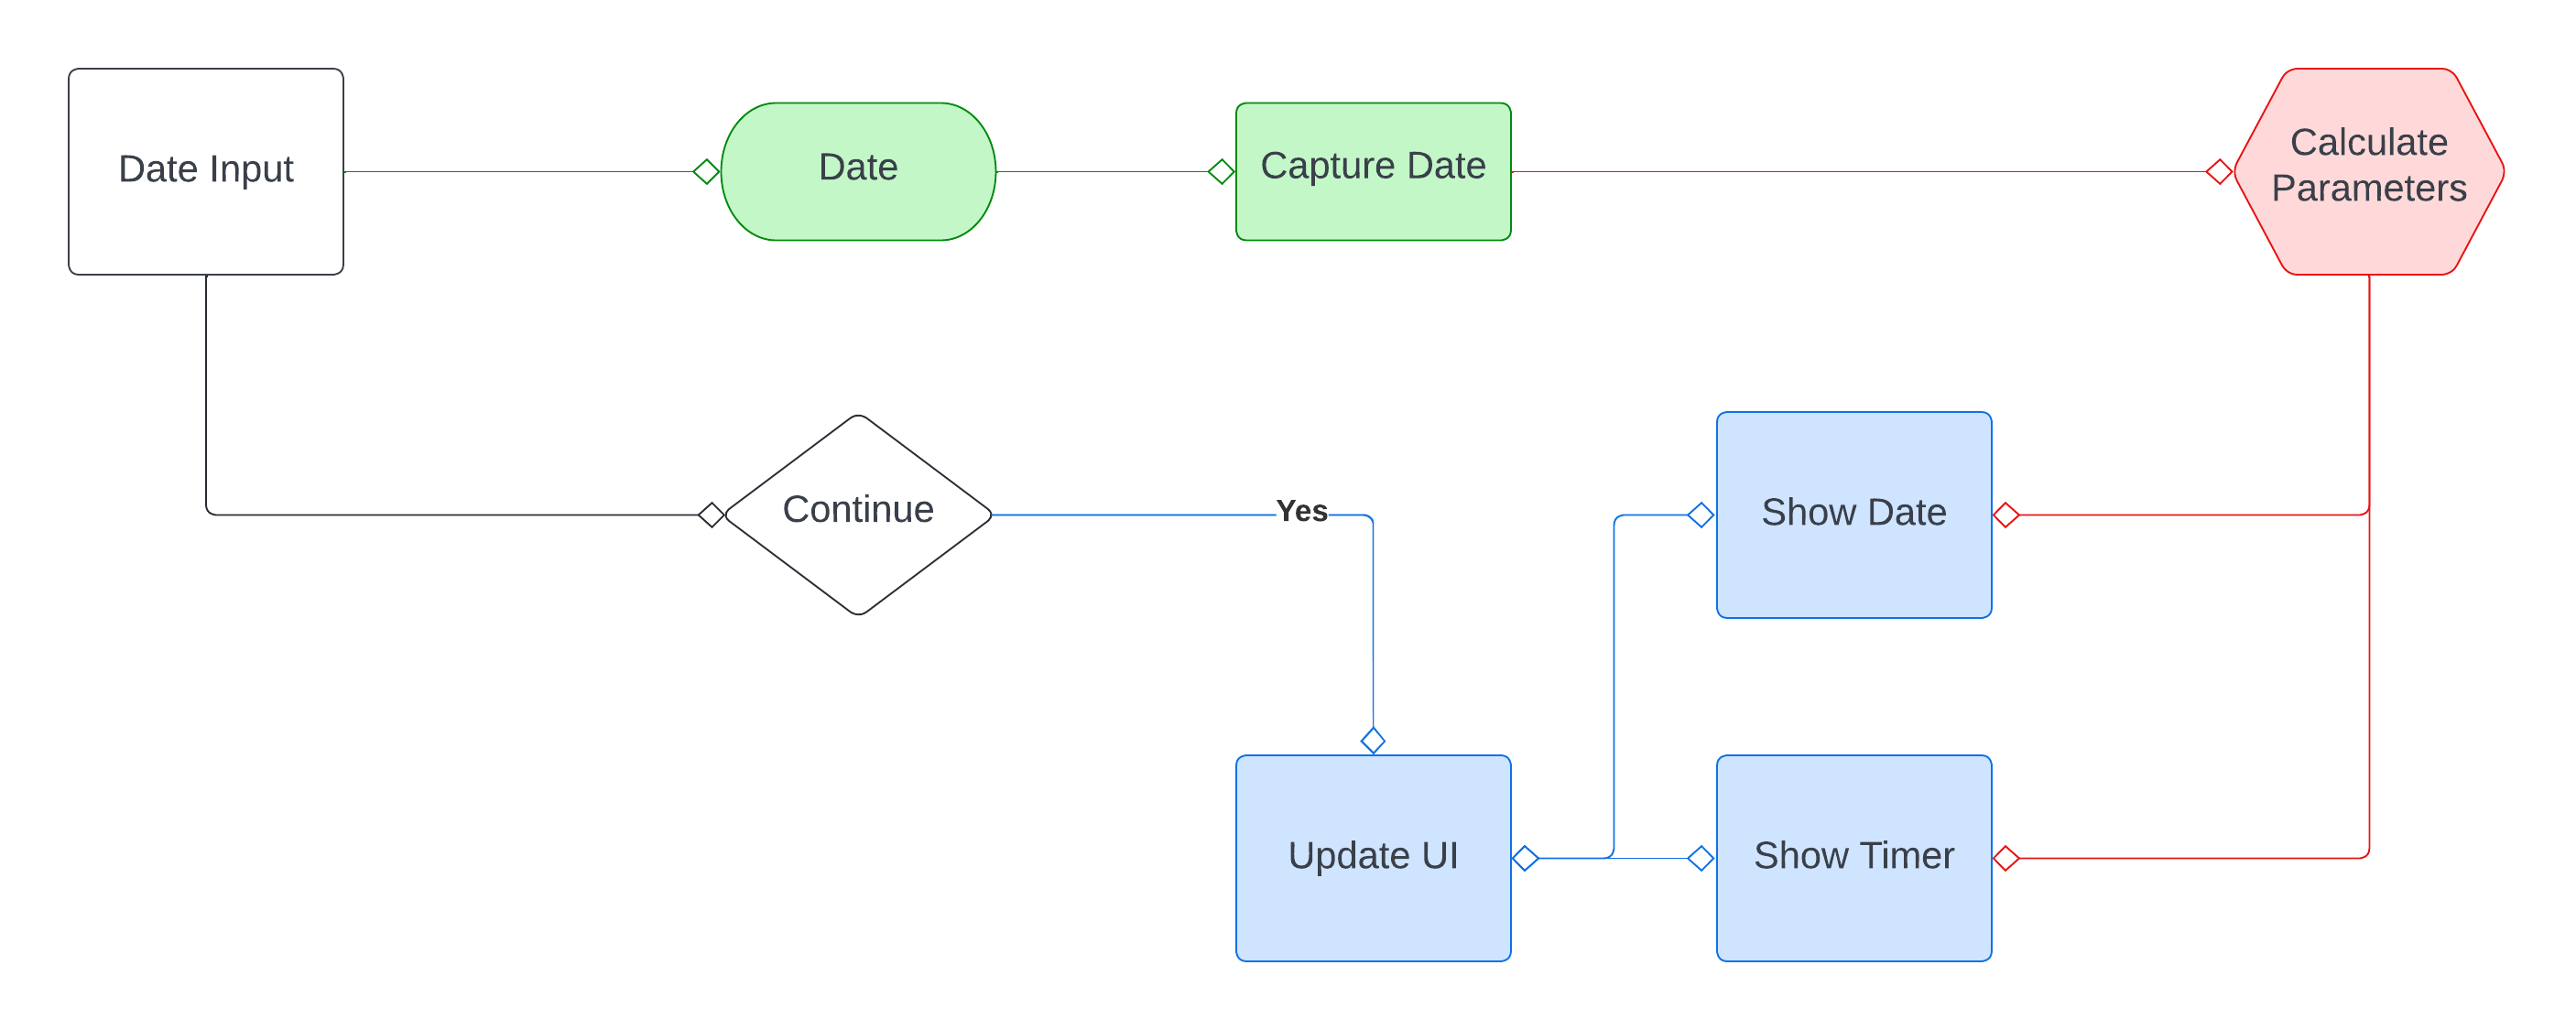 Date Input
Date
Capture Date
Calculate
Parameters
Continue
Yes
Show Date
Update UI
Show Timer